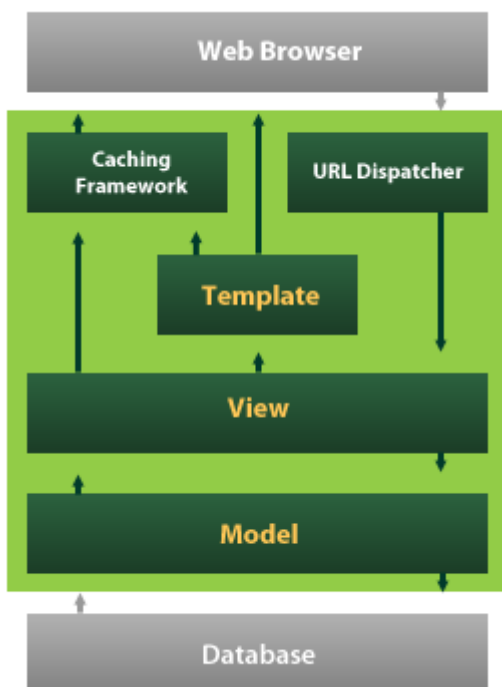 Web Browser
Caching
Framework
URL Dispatcher
Template
View
Model
Database